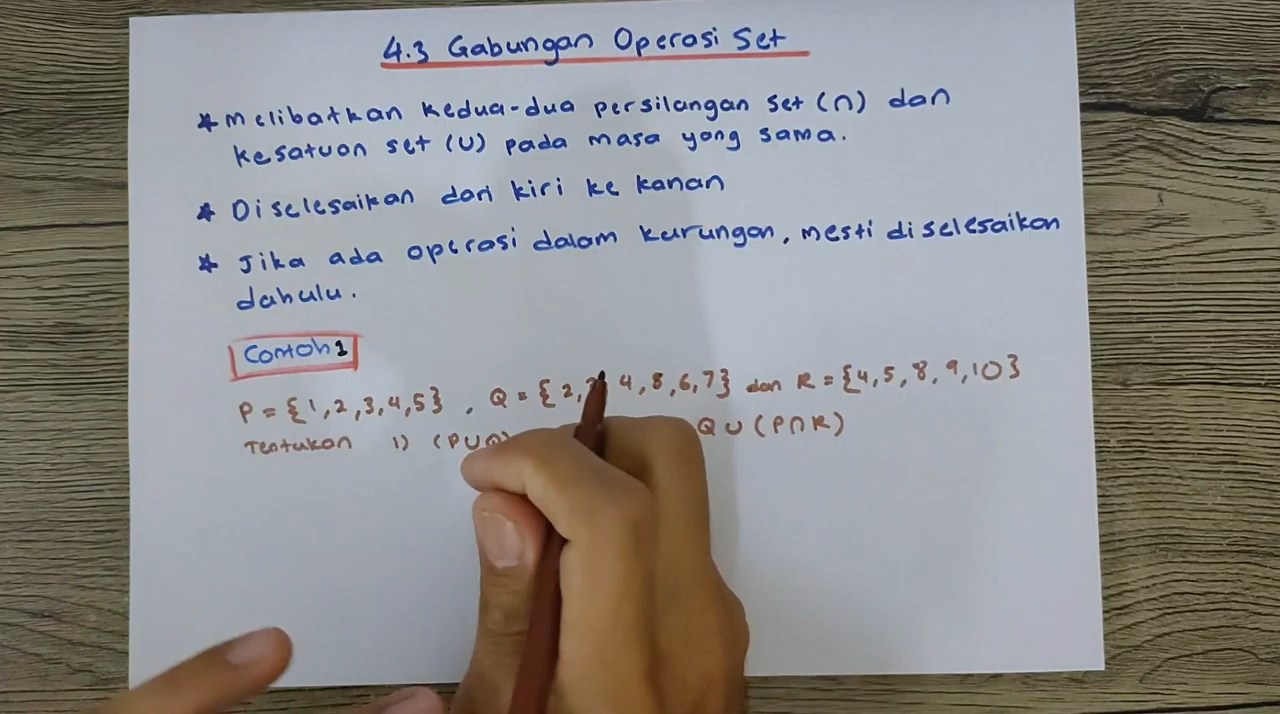 4.3 Gabungan Operasi Set
* Melibatkan kedua-dua persilangan set (∩) dan
kesatuan set (∪) pada masa yang sama.
* Diselesaikan dari kiri ke kanan
* Jika ada operasi dalam kurungan, mesti diselesaikan
dahulu.
Contoh 1
P = {1,2,3,4,5} , Q = {2, 4,5,6,7} dan R = {4,5,8,9,10}
Tentukan 1) (P∪Q) Q∪(P∩R)